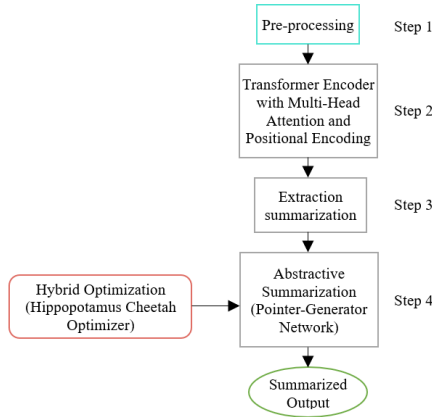 Pre-processing
Step 1
Transformer Encoder
with Multi-Head
Attention and
Positional Encoding
Step 2
Extraction
summarization
Step 3
Hybrid Optimization
(Hippopotamus Cheetah
Optimizer)
Abstractive
Summarization
(Pointer-Generator
Network)
Step 4
Summarized
Output